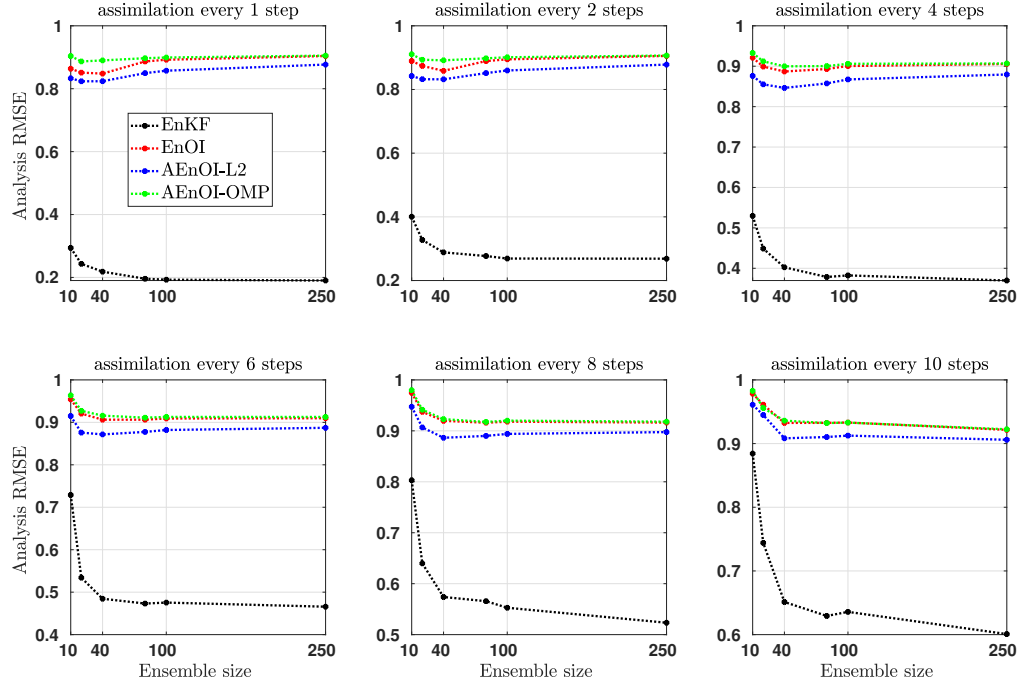 assimilation every 1 step
1
0.8
0.6
0.4
0.2
Analysis RMSE
EnKF
EnOI
AEnOI-L2
AEnOI-OMP
10 40 100 250
assimilation every 2 steps
1
0.8
0.6
0.4
0.2
10 40 100 250
assimilation every 4 steps
1
0.9
0.8
0.7
0.6
0.5
0.4
10 40 100 250
assimilation every 6 steps
1
0.9
0.8
0.7
0.6
0.5
0.4
Analysis RMSE
10 40 100 250
Ensemble size
assimilation every 8 steps
1
0.9
0.8
0.7
0.6
0.5
10 40 100 250
Ensemble size
assimilation every 10 steps
1
0.9
0.8
0.7
0.6
10 40 100 250
Ensemble size